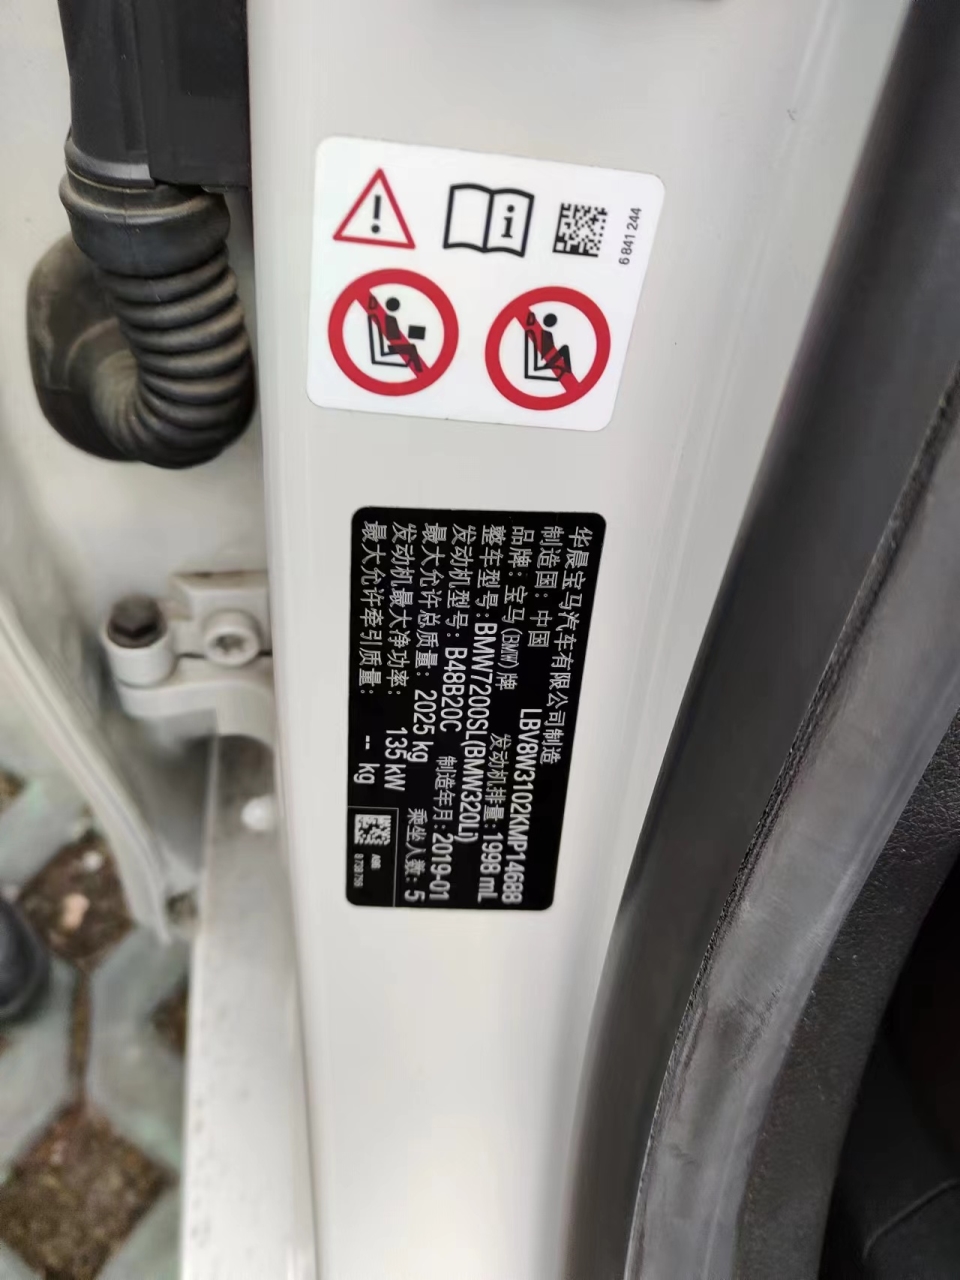 6 841 244
华晨宝马汽车有限公司制造
制造国：中国 LBV8W3102KMP14688
品牌：宝马(BMW)牌 发动机排量：1998 mL
整车型号：BMW7200SL(BMW320Li)
发动机型号：B48B20C 制造年月：2019-01
最大允许总质量：2025 kg 乘坐人数：5
发动机最大净功率：135 kW
最大允许牵引质量：-- kg